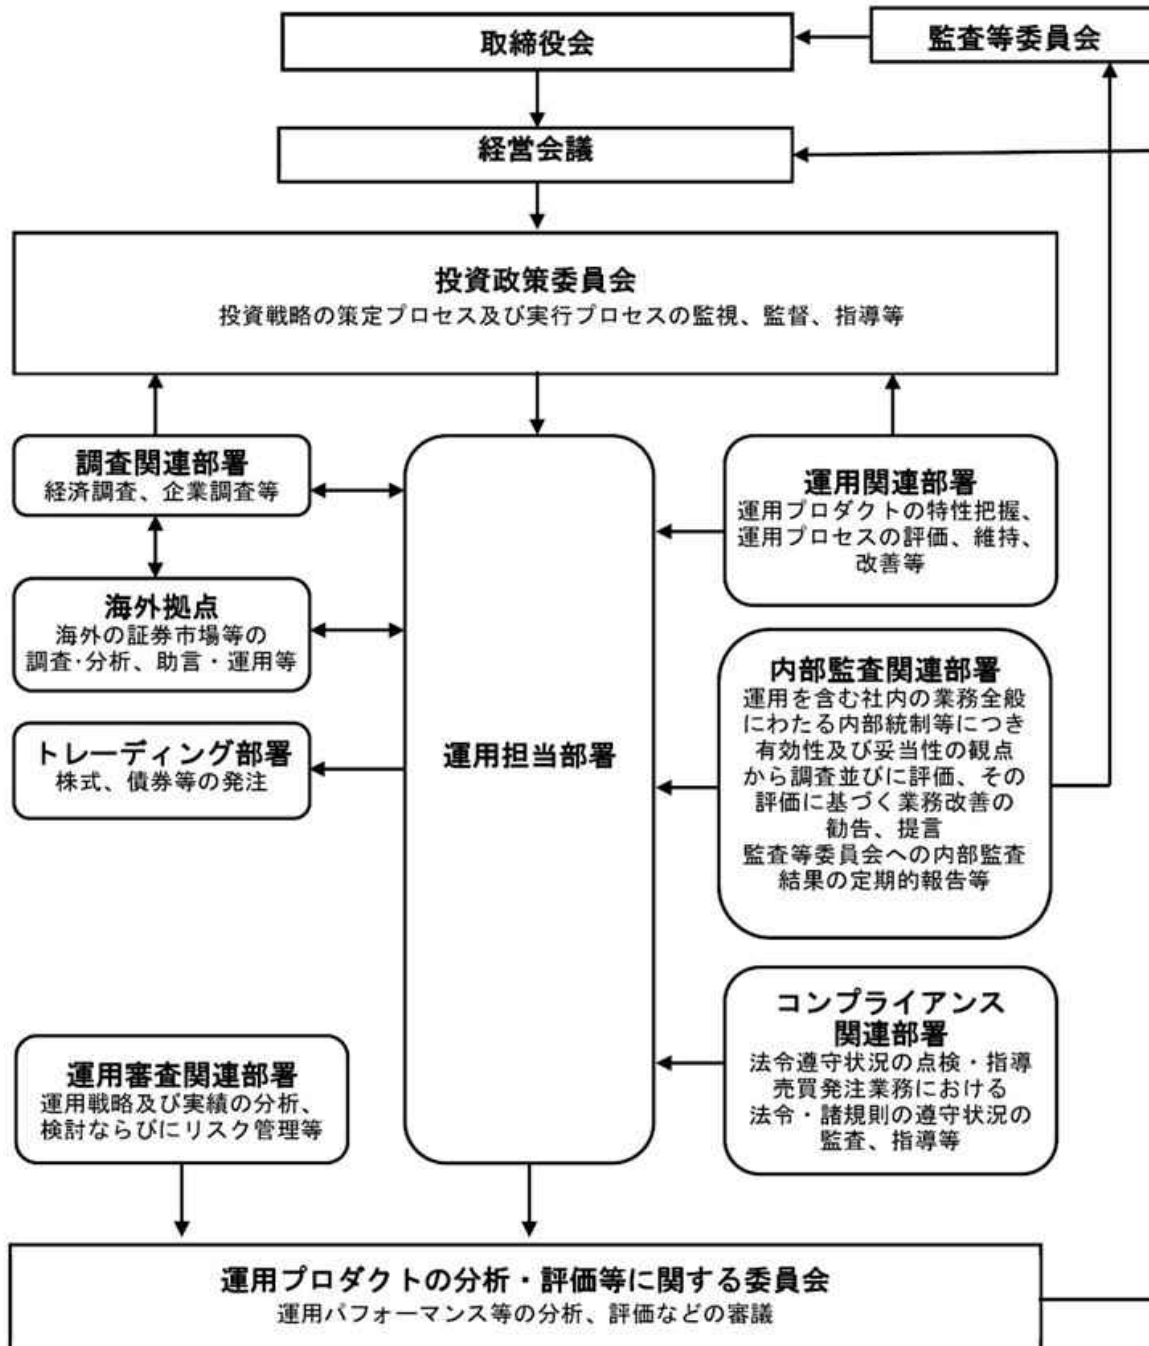 取締役会
監査等委員会
経営会議
投資政策委員会
投資戦略の策定プロセス及び実行プロセスの監視、監督、指導等
調査関連部署
経済調査、企業調査等
海外拠点
海外の証券市場等の
調査・分析、助言・運用等
トレーディング部署
株式、債券等の発注
運用担当部署
運用関連部署
運用プロダクトの特性把握、
運用プロセスの評価、維持、
改善等
内部監査関連部署
運用を含む社内の業務全般
にわたる内部統制等につき
有効性及び妥当性の観点
から調査並びに評価、その
評価に基づく業務改善の
勧告、提言
監査等委員会への内部監査
結果の定期的報告等
コンプライアンス
関連部署
法令遵守状況の点検・指導
売買発注業務における
法令・諸規則の遵守状況の
監査、指導等
運用審査関連部署
運用戦略及び実績の分析、
検討ならびにリスク管理等
運用プロダクトの分析・評価等に関する委員会
運用パフォーマンス等の分析、評価などの審議